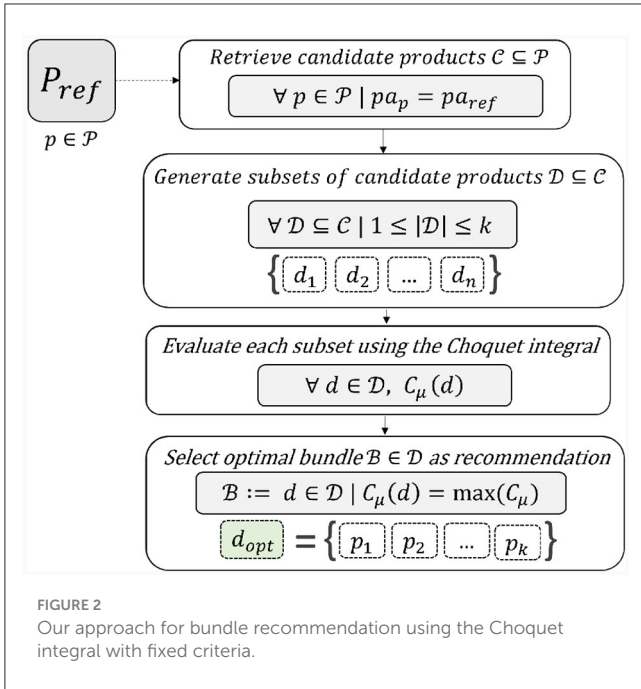 P_ref
p ∈ 𝒫
Retrieve candidate products 𝒞 ⊆ 𝒫
∀ p ∈ 𝒫 | pa_p = pa_ref
Generate subsets of candidate products 𝒟 ⊆ 𝒞
∀ 𝒟 ⊆ 𝒞 | 1 ≤ |𝒟| ≤ k
{ d_1 d_2 ... d_n }
Evaluate each subset using the Choquet integral
∀ d ∈ 𝒟, C_μ(d)
Select optimal bundle ℬ ∈ 𝒟 as recommendation
ℬ := d ∈ 𝒟 | C_μ(d) = max(C_μ)
d_opt = { p_1 p_2 ... p_k }
FIGURE 2
Our approach for bundle recommendation using the Choquet
integral with fixed criteria.